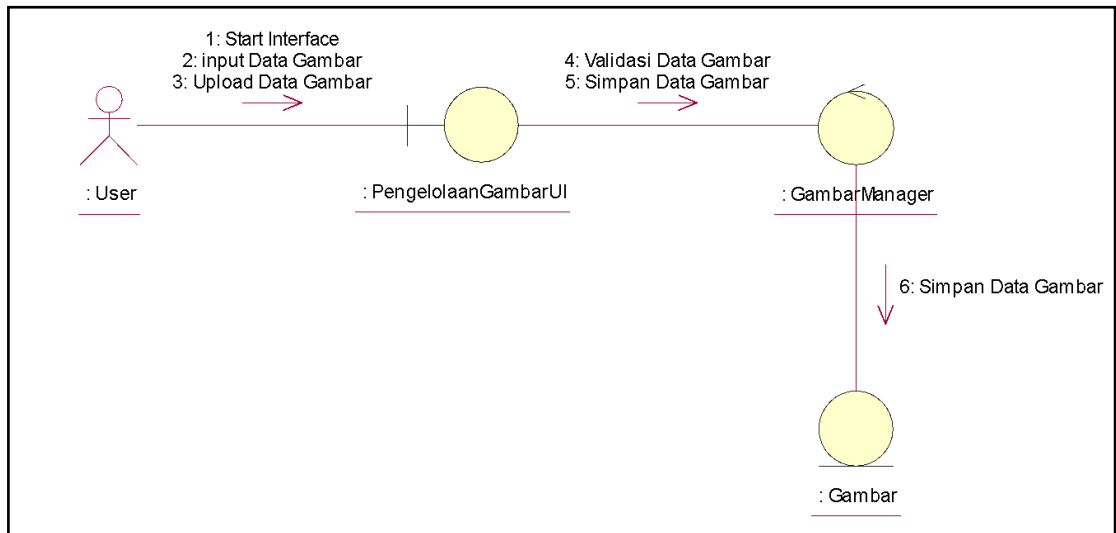 1: Start Interface
2: input Data Gambar
3: Upload Data Gambar
4: Validasi Data Gambar
5: Simpan Data Gambar
: User
: PengelolaanGambarUI
: GambarManager
6: Simpan Data Gambar
: Gambar